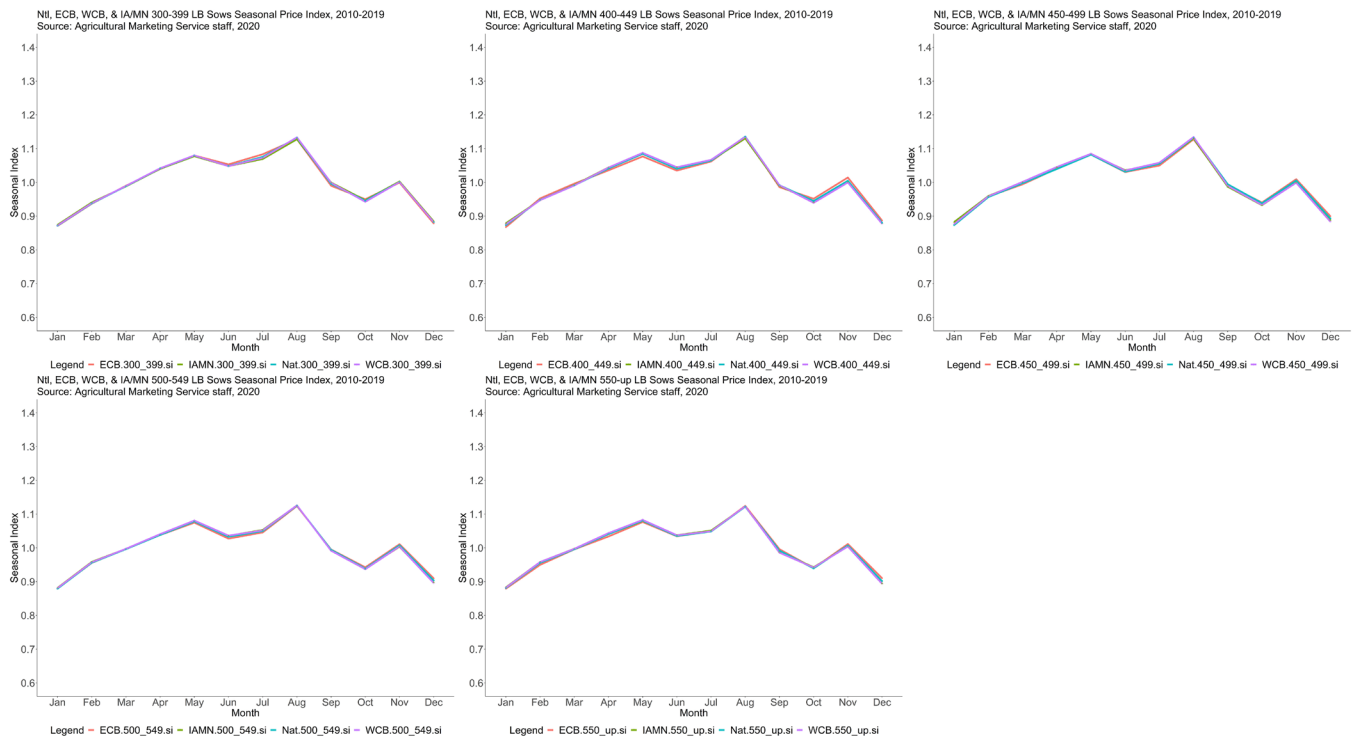 Ntl, ECB, WCB, & IA/MN 300-399 LB Sows Seasonal Price Index, 2010-2019
Source: Agricultural Marketing Service staff, 2020
Seasonal Index
1.4
1.3
1.2
1.1
1.0
0.9
0.8
0.7
0.6
Jan Feb Mar Apr May Jun Jul Aug Sep Oct Nov Dec
Month
Legend ECB.300_399.si IAMN.300_399.si Nat.300_399.si WCB.300_399.si
Ntl, ECB, WCB, & IA/MN 400-449 LB Sows Seasonal Price Index, 2010-2019
Source: Agricultural Marketing Service staff, 2020
Seasonal Index
1.4
1.3
1.2
1.1
1.0
0.9
0.8
0.7
0.6
Jan Feb Mar Apr May Jun Jul Aug Sep Oct Nov Dec
Month
Legend ECB.400_449.si IAMN.400_449.si Nat.400_449.si WCB.400_449.si
Ntl, ECB, WCB, & IA/MN 450-499 LB Sows Seasonal Price Index, 2010-2019
Source: Agricultural Marketing Service staff, 2020
Seasonal Index
1.4
1.3
1.2
1.1
1.0
0.9
0.8
0.7
0.6
Jan Feb Mar Apr May Jun Jul Aug Sep Oct Nov Dec
Month
Legend ECB.450_499.si IAMN.450_499.si Nat.450_499.si WCB.450_499.si
Ntl, ECB, WCB, & IA/MN 500-549 LB Sows Seasonal Price Index, 2010-2019
Source: Agricultural Marketing Service staff, 2020
Seasonal Index
1.4
1.3
1.2
1.1
1.0
0.9
0.8
0.7
0.6
Jan Feb Mar Apr May Jun Jul Aug Sep Oct Nov Dec
Month
Legend ECB.500_549.si IAMN.500_549.si Nat.500_549.si WCB.500_549.si
Ntl, ECB, WCB, & IA/MN 550-up LB Sows Seasonal Price Index, 2010-2019
Source: Agricultural Marketing Service staff, 2020
Seasonal Index
1.4
1.3
1.2
1.1
1.0
0.9
0.8
0.7
0.6
Jan Feb Mar Apr May Jun Jul Aug Sep Oct Nov Dec
Month
Legend ECB.550_up.si IAMN.550_up.si Nat.550_up.si WCB.550_up.si